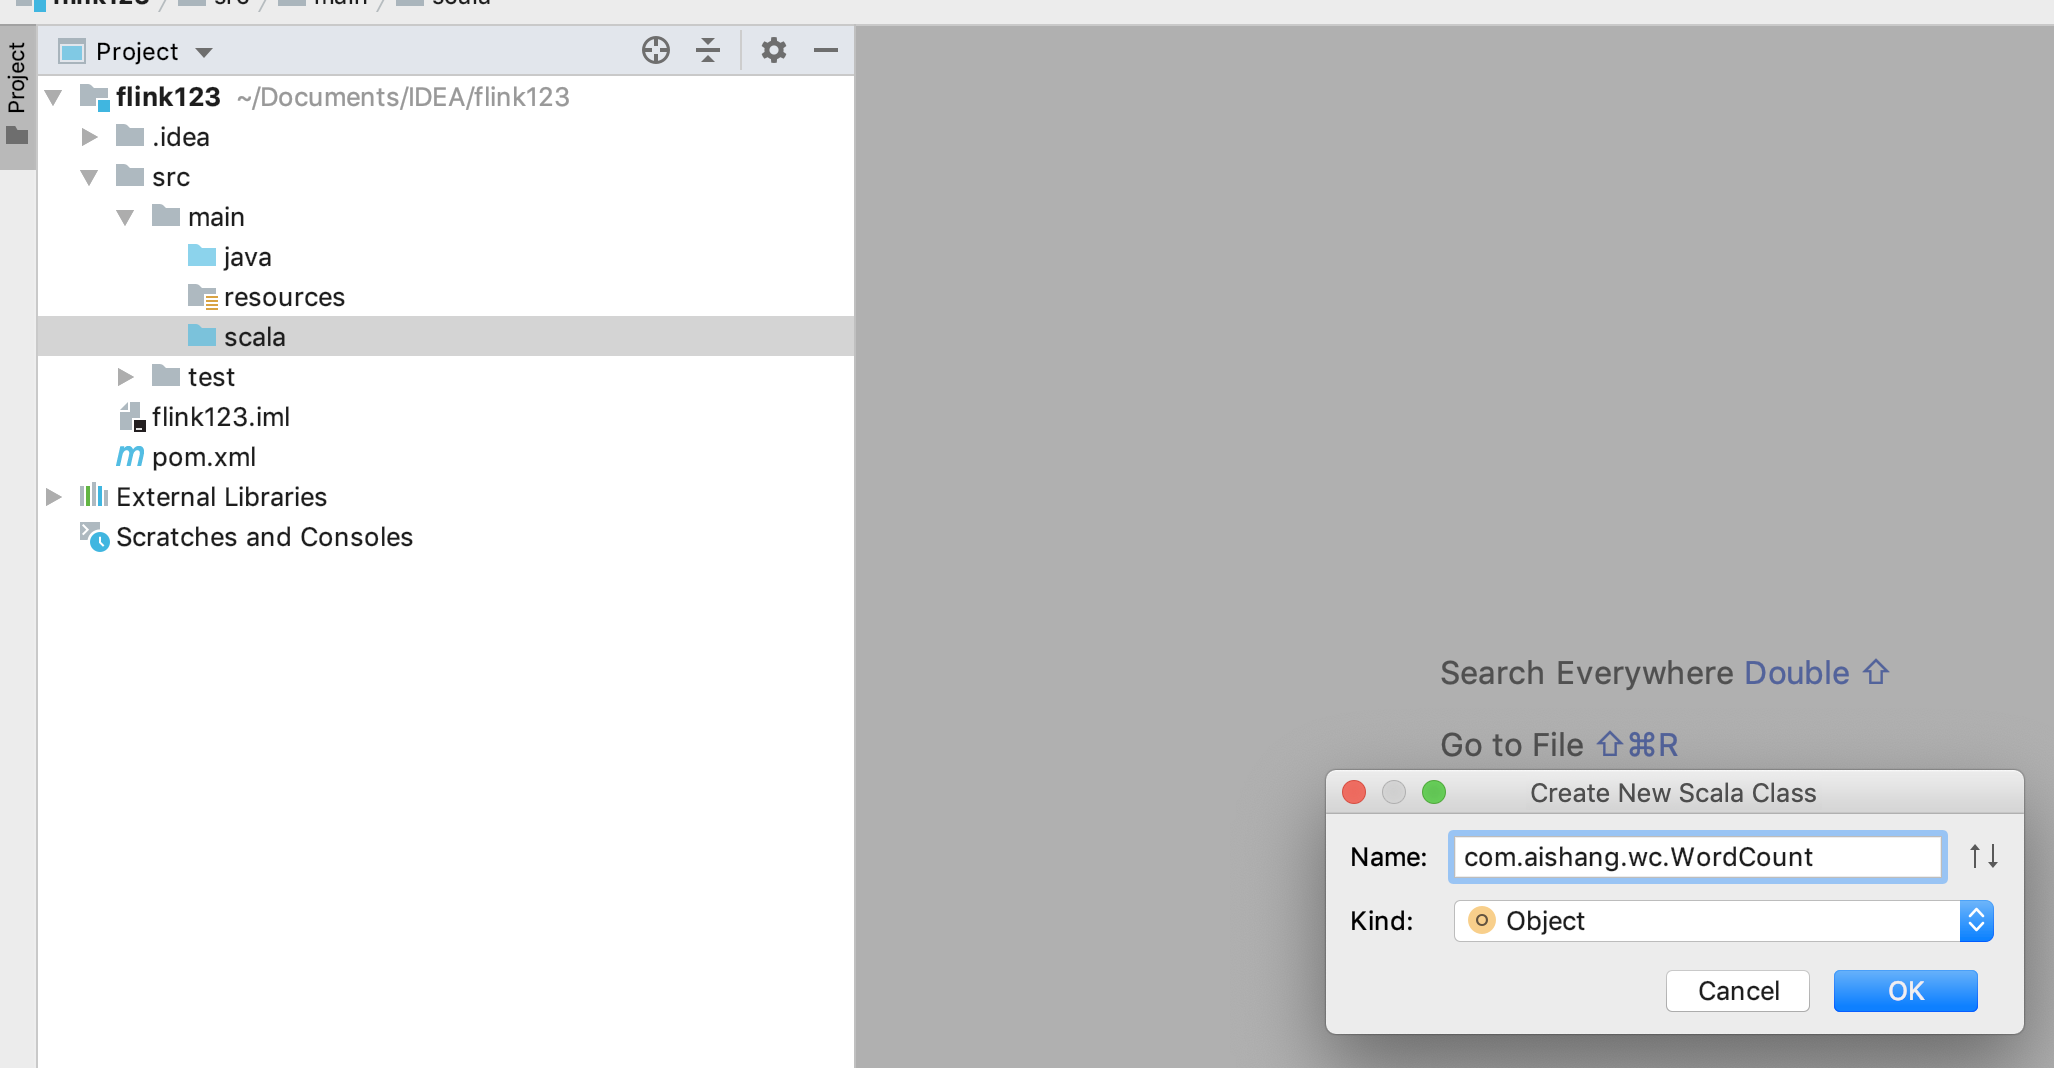 flink123 src main scala
Project
Project
flink123 ~/Documents/IDEA/flink123
.idea
src
main
java
resources
scala
test
flink123.iml
pom.xml
External Libraries
Scratches and Consoles
Search Everywhere Double ⇧
Go to File ⇧⌘R
Create New Scala Class
Name: com.aishang.wc.WordCount
Kind: Object
Cancel OK